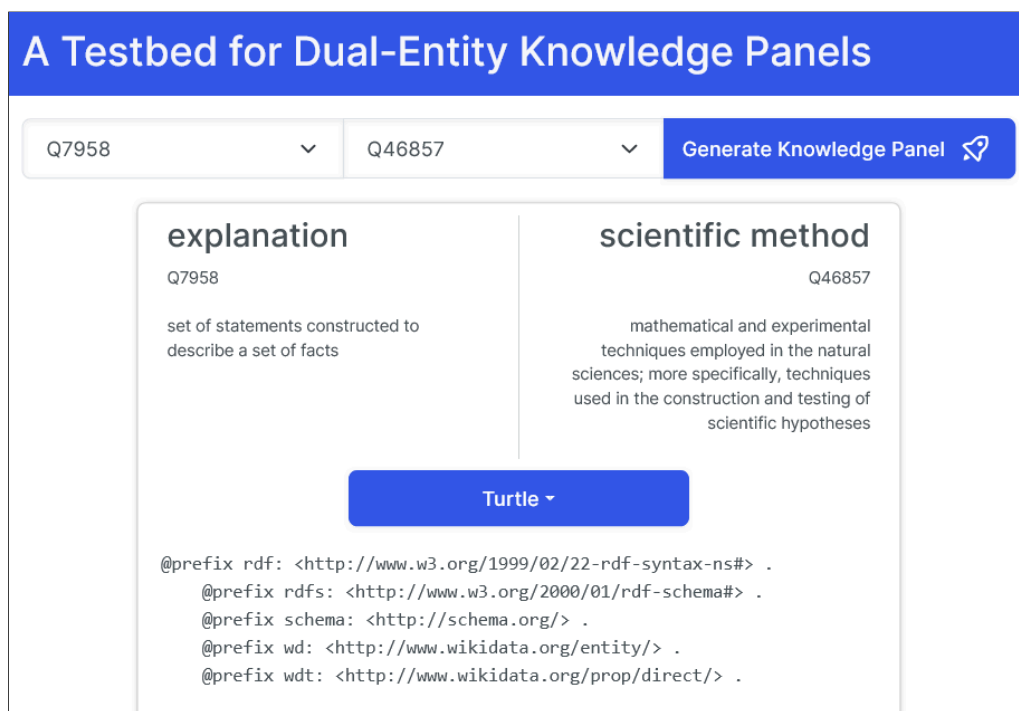 A Testbed for Dual-Entity Knowledge Panels
Q7958
Q46857
Generate Knowledge Panel
explanation
Q7958
set of statements constructed to
describe a set of facts
scientific method
Q46857
mathematical and experimental
techniques employed in the natural
sciences; more specifically, techniques
used in the construction and testing of
scientific hypotheses
Turtle
@prefix rdf: <http://www.w3.org/1999/02/22-rdf-syntax-ns#> .
@prefix rdfs: <http://www.w3.org/2000/01/rdf-schema#> .
@prefix schema: <http://schema.org/> .
@prefix wd: <http://www.wikidata.org/entity/> .
@prefix wdt: <http://www.wikidata.org/prop/direct/> .